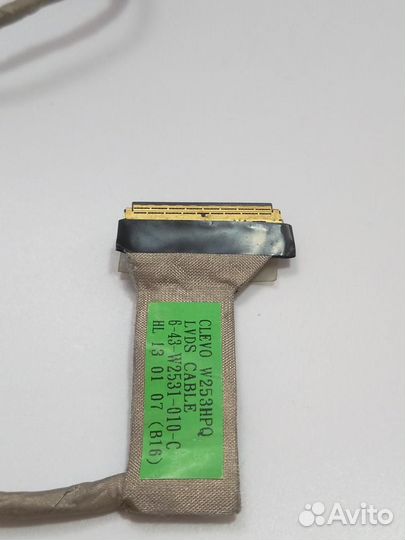 CLEVO W253HPQ
LVDS CABLE
6-43-W2531-010-C
HL 13 01 07 (B16)
Avito